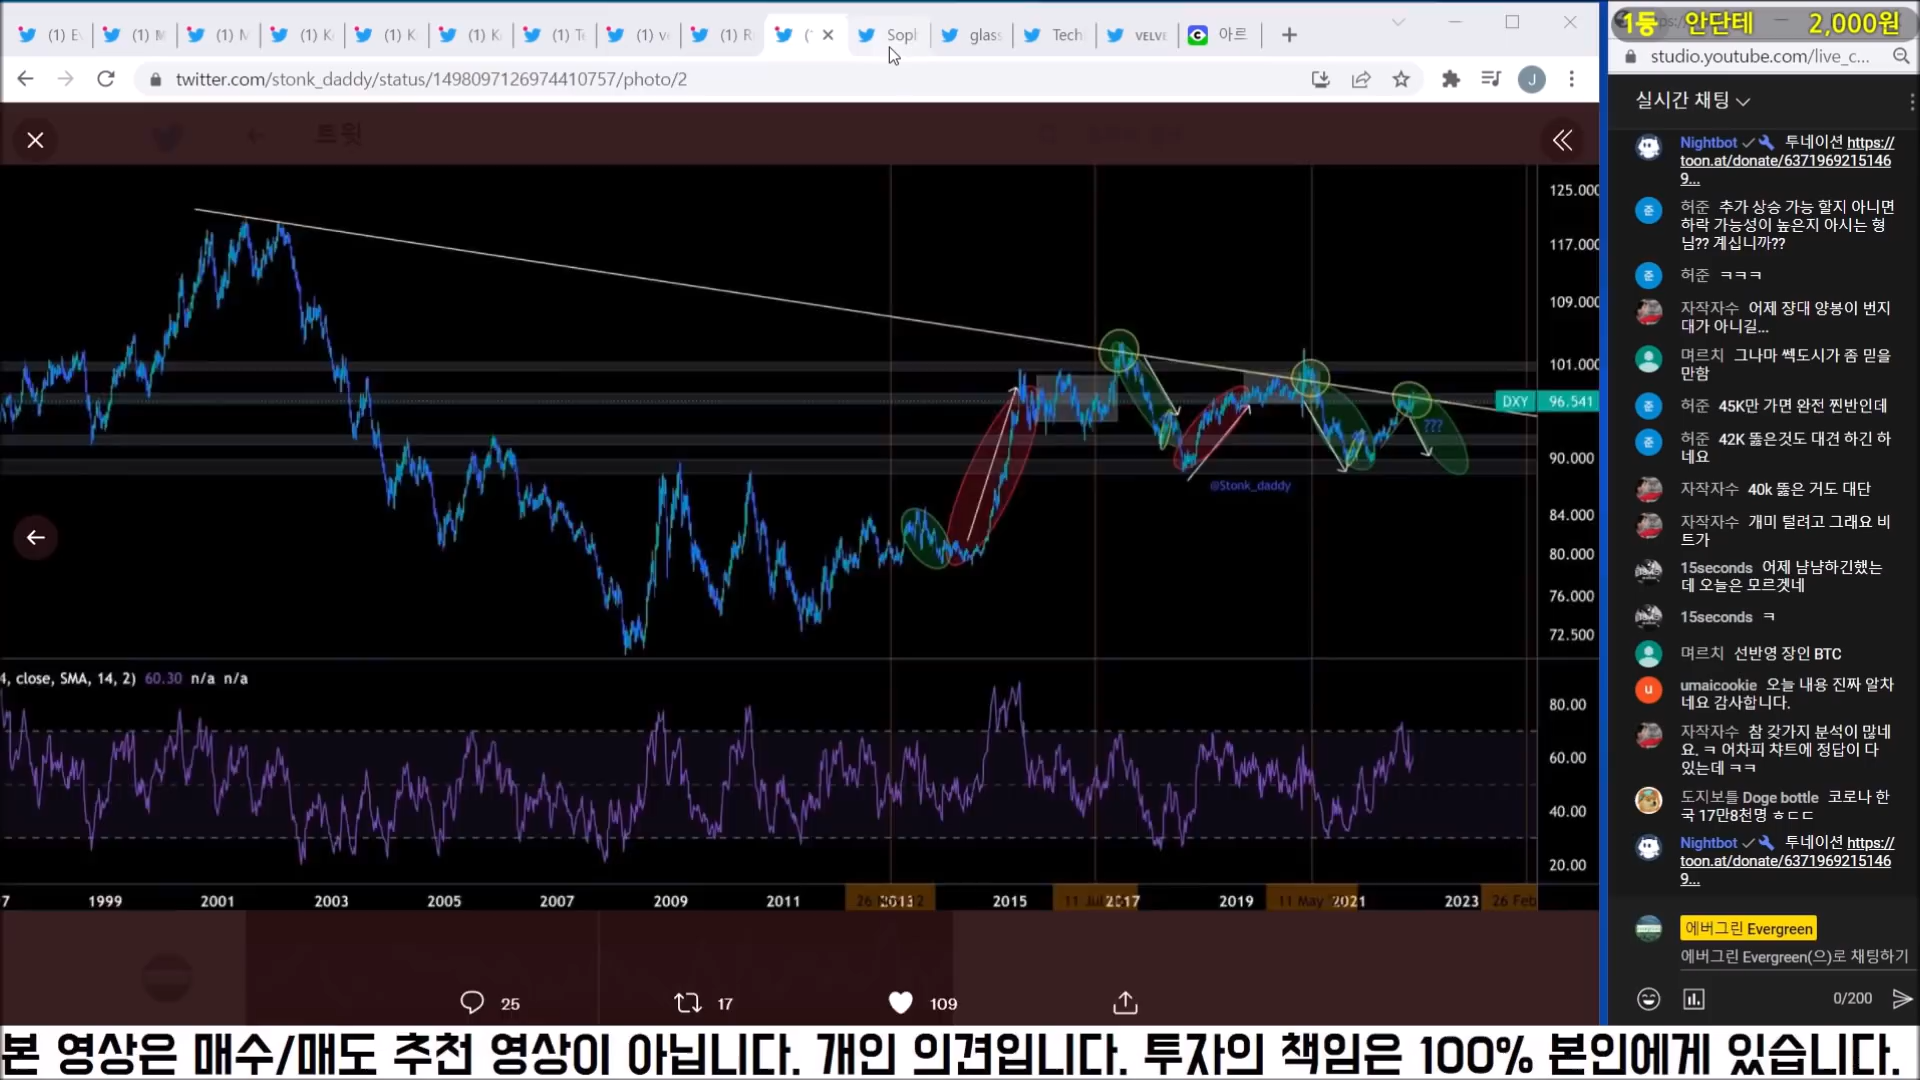 (1) E
(1) M
(1) M
(1) K
(1) K
(1) K
(1) T
(1) v
(1) R
(
Soph
glass
Tech
VELVE
아르
1등 안단테 2,000원
twitter.com/stonk_daddy/status/1498097126974410757/photo/2
J
studio.youtube.com/live_c...
실시간 채팅
트윗
125.000
117.000
109.000
101.000
DXY 96.541
90.000
84.000
80.000
76.000
72.500
???
@Stonk_daddy
4, close, SMA, 14, 2) 60.30 n/a n/a
80.00
60.00
40.00
20.00
7 1999 2001 2003 2005 2007 2009 2011 2013 2015 11 Jul 2017 2019 11 May 2021 2023 26 Feb
25 17 109
Nightbot 투네이션 https://
toon.at/donate/6371969215146
9...
허준 추가 상승 가능 할지 아니면
하락 가능성이 높은지 아시는 형
님?? 계십니까??
준
허준 ㅋㅋㅋ
준
자작자수 어제 쟝대 양봉이 번지
대가 아니길...
며르치 그나마 쎅도시가 좀 믿을
만함
허준 45K만 가면 완전 찐반인데
준
허준 42K 뚫은것도 대견 하긴 하
네요
준
자작자수 40k 뚫은 거도 대단
자작자수 개미 털려고 그래요 비
트가
15seconds 어제 냠냠하긴했는
데 오늘은 모르겟네
15seconds ㅋ
며르치 선반영 장인 BTC
umaicookie 오늘 내용 진짜 알차
네요 감사합니다.
u
자작자수 참 갖가지 분석이 많네
요. ㅋ 어차피 챠트에 정답이 다
있는데 ㅋㅋ
도지보틀 Doge bottle 코로나 한
국 17만8천명 ㅎㄷㄷ
Nightbot 투네이션 https://
toon.at/donate/6371969215146
9...
에버그린 Evergreen
에버그린 Evergreen(으)로 채팅하기
0/200
본 영상은 매수/매도 추천 영상이 아닙니다. 개인 의견입니다. 투자의 책임은 100% 본인에게 있습니다.